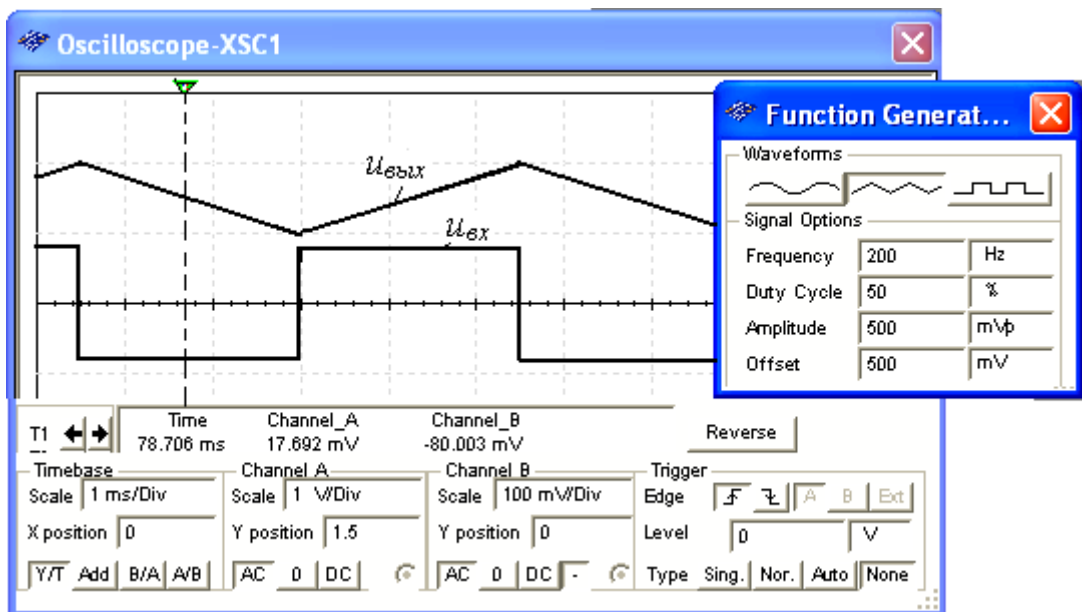 Oscilloscope-XSC1
Function Generat...
Waveforms
Signal Options
Frequency 200 Hz
Duty Cycle 50 %
Amplitude 500 mVp
Offset 500 mV
uвых
uвх
T1
Time Channel_A Channel_B
78.706 ms 17.692 mV -80.003 mV
Reverse
Timebase
Scale 1 ms/Div
X position 0
Y/T Add B/A A/B
Channel A
Scale 1 V/Div
Y position 1.5
AC 0 DC
Channel B
Scale 100 mV/Div
Y position 0
AC 0 DC -
Trigger
Edge A B Ext
Level 0 V
Type Sing. Nor. Auto None